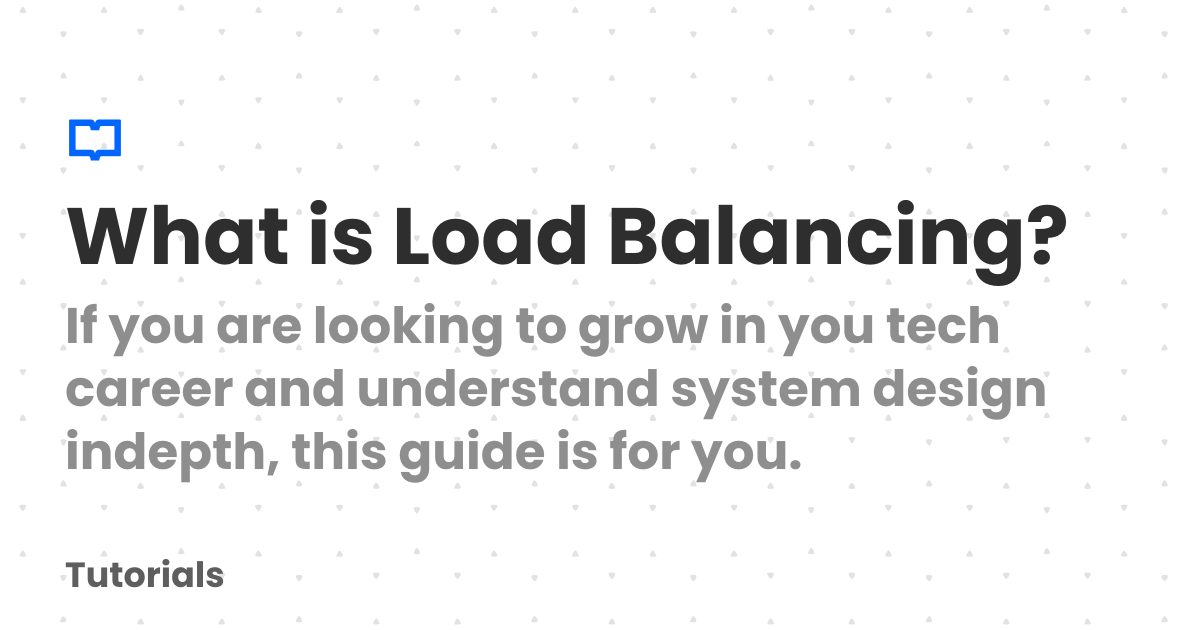 What is Load Balancing?
If you are looking to grow in you tech
career and understand system design
indepth, this guide is for you.
Tutorials